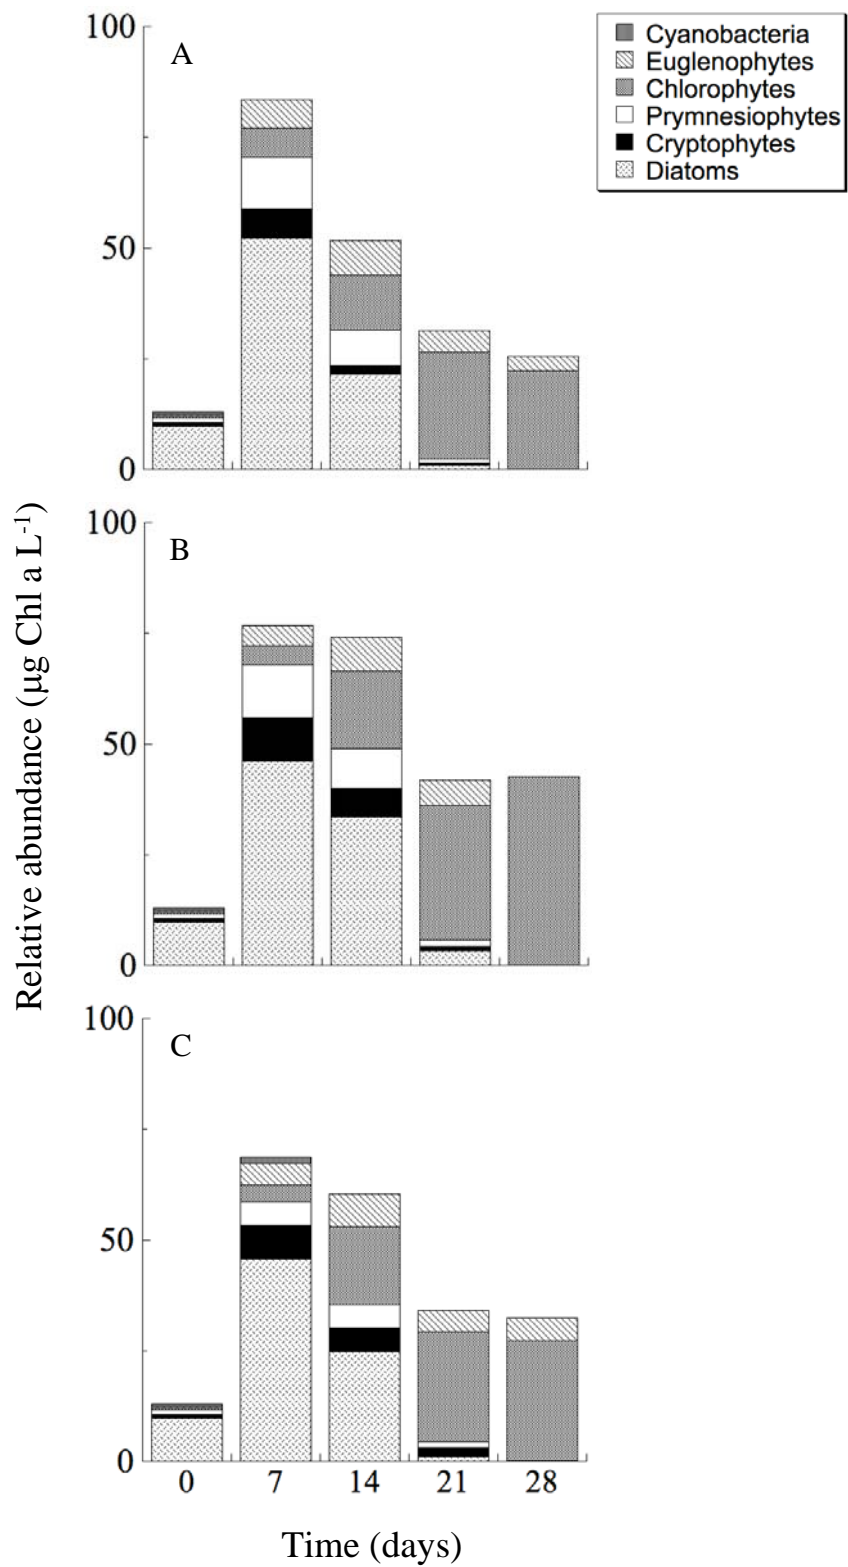 100
A
50
0
Cyanobacteria
Euglenophytes
Chlorophytes
Prymnesiophytes
Cryptophytes
Diatoms
Relative abundance (μg Chl a L-1)
100
B
50
0
100
C
50
0
0 7 14 21 28
Time (days)